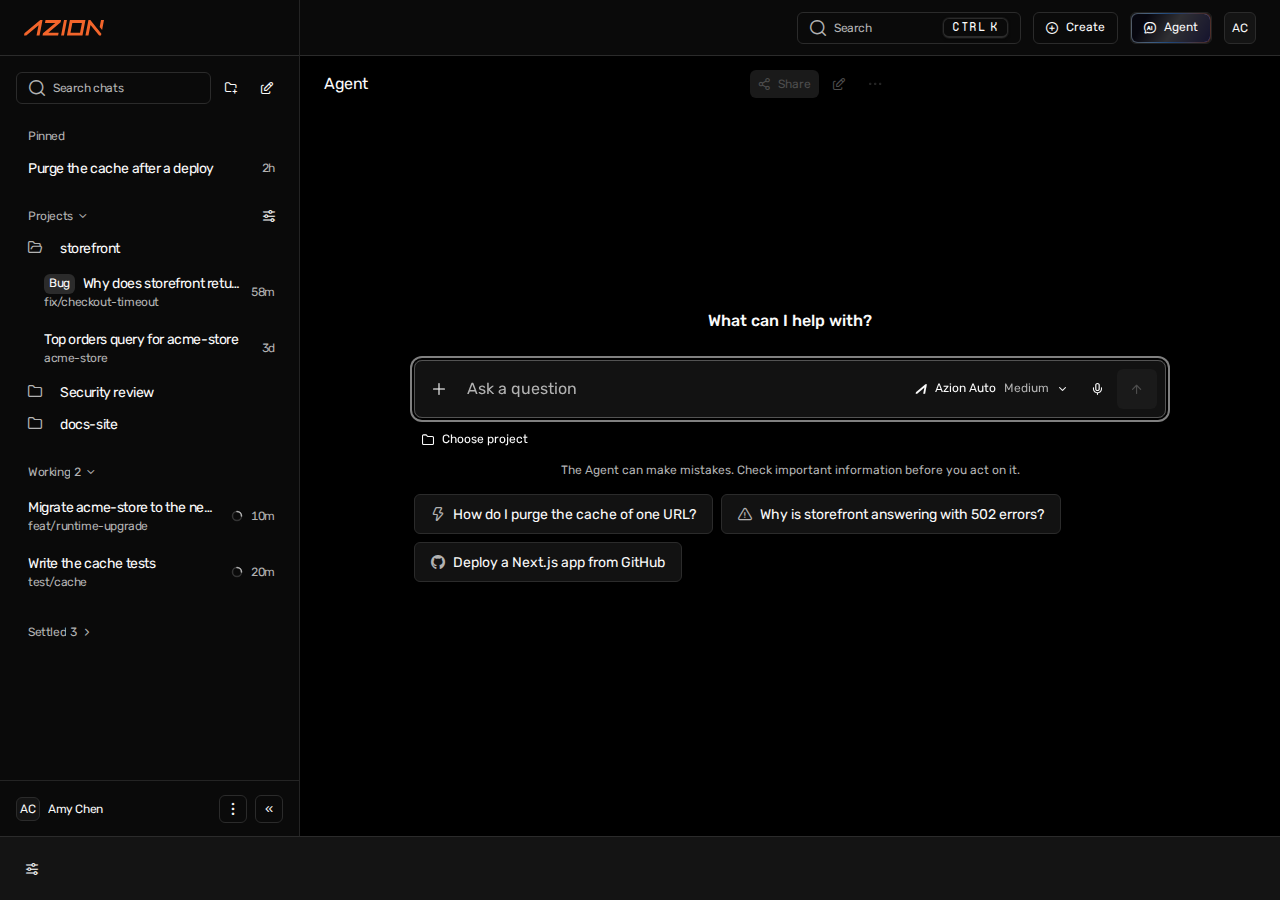 AZION
Search CTRL K Create Agent AC
Search chats
Agent Share
Pinned
Purge the cache after a deploy 2h
Projects
storefront
Bug Why does storefront retu... 58m
fix/checkout-timeout
Top orders query for acme-store 3d
acme-store
Security review
docs-site
Working 2
Migrate acme-store to the ne... 10m
feat/runtime-upgrade
Write the cache tests 20m
test/cache
Settled 3
AC Amy Chen
What can I help with?
Ask a question Azion Auto Medium
Choose project
The Agent can make mistakes. Check important information before you act on it.
How do I purge the cache of one URL? Why is storefront answering with 502 errors?
Deploy a Next.js app from GitHub